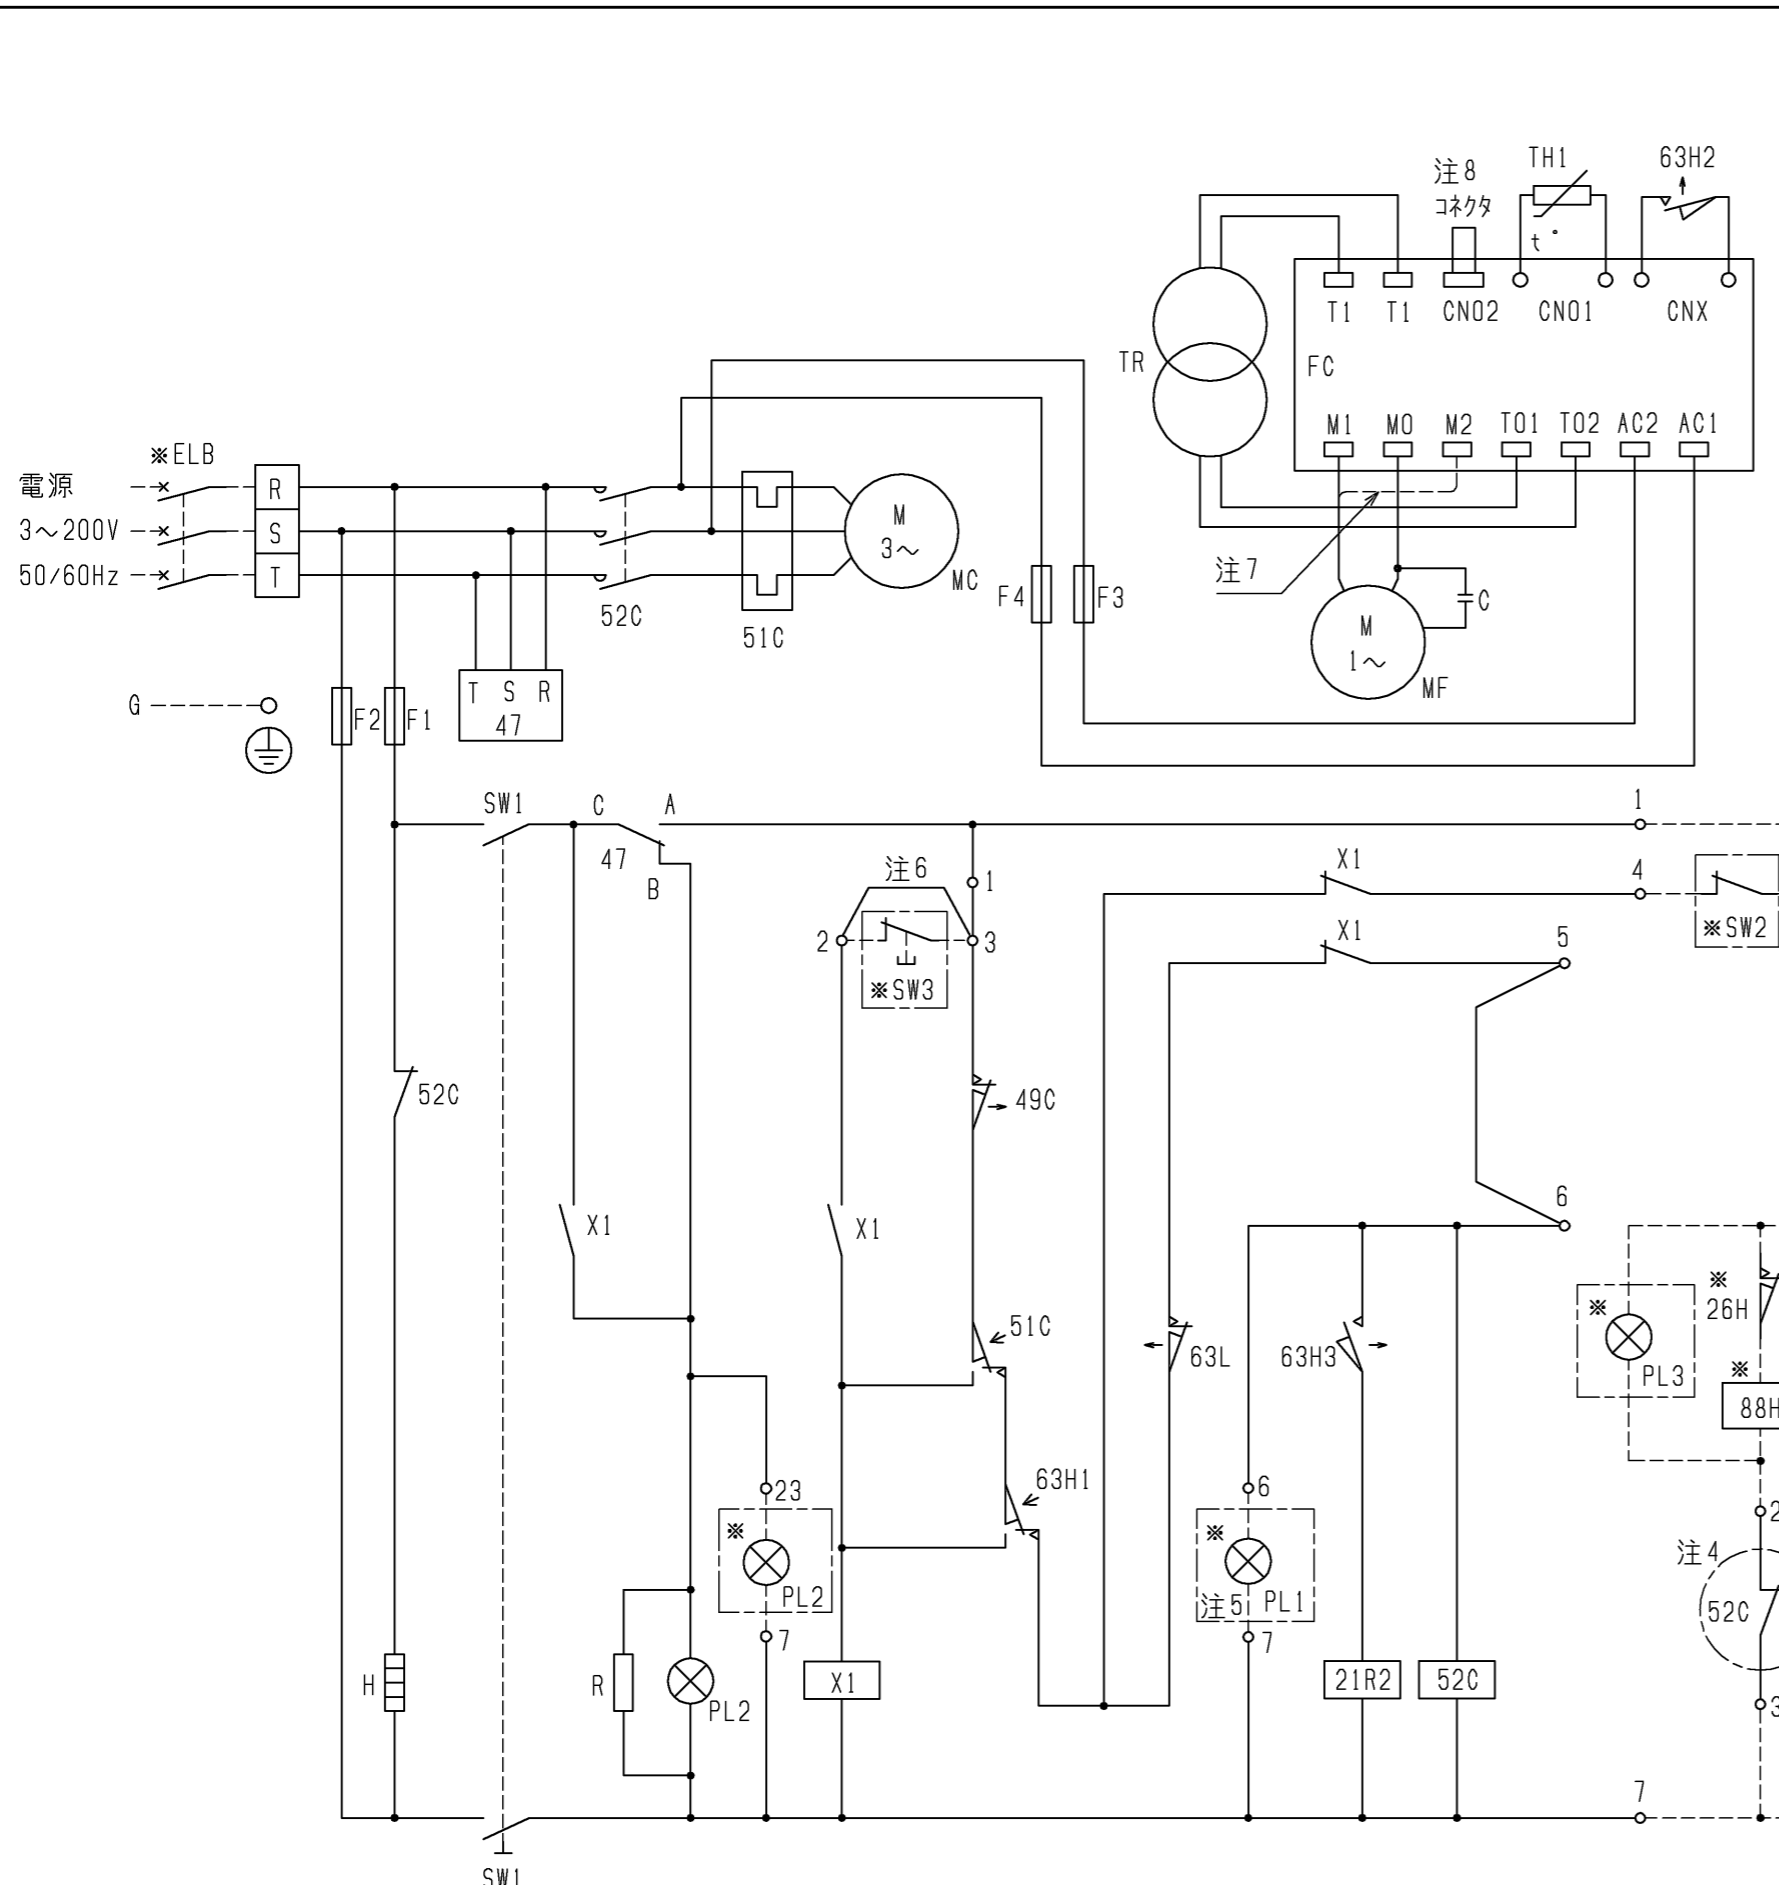 注8
コネクタ
TH1
t°
63H2
T1
T1
CN02
CN01
CNX
TR
FC
M1
M0
M2
T01
T02
AC2
AC1
※ELB
電源
3～200V
50/60Hz
R
S
T
52C
51C
M
3～
MC
F4
F3
注7
C
M
1～
MF
G
F2
F1
T S R
47
SW1
C
A
47
B
1
X1
4
※SW2
注6
1
2
3
※SW3
X1
5
52C
49C
X1
X1
6
51C
63L
63H3
※
PL3
※
26H
※
88H
63H1
23
※
PL2
7
6
※
注5
PL1
7
注4
52C
2
3
H
R
PL2
X1
21R2
52C
7
SW1